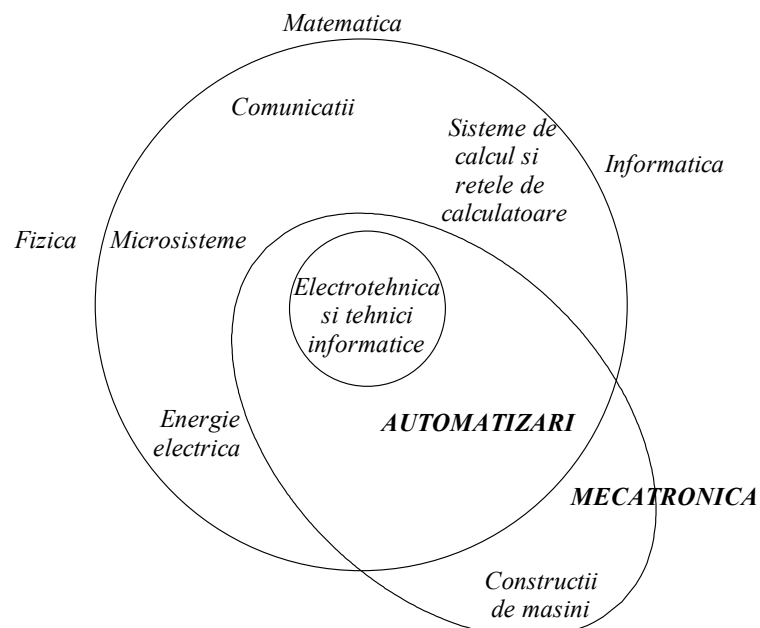 Matematica
Comunicatii
Sisteme de
calcul si
retele de
calculatoare
Informatica
Fizica
Microsisteme
Electrotehnica
si tehnici
informatice
Energie
electrica
AUTOMATIZARI
MECATRONICA
Constructii
de masini